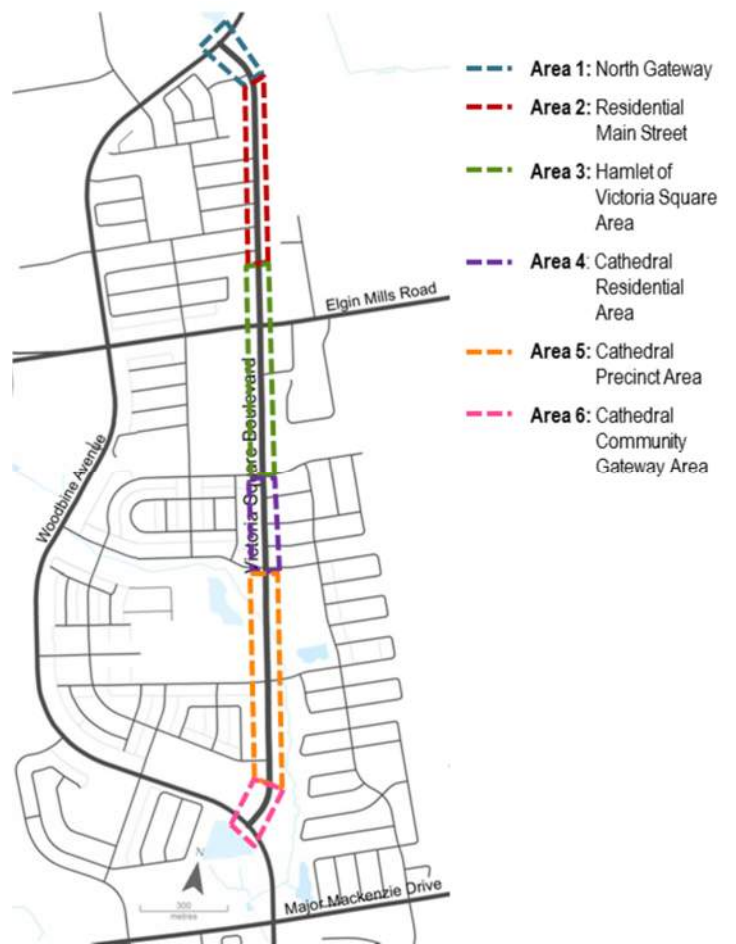 Area 1: North Gateway
Area 2: Residential
Main Street
Area 3: Hamlet of
Victoria Square
Area
Area 4: Cathedral
Residential
Area
Area 5: Cathedral
Precinct Area
Area 6: Cathedral
Community
Gateway Area
Elgin Mills Road
Victoria Square Boulevard
Woodbine Avenue
N
300
metres
Major Mackenzie Drive